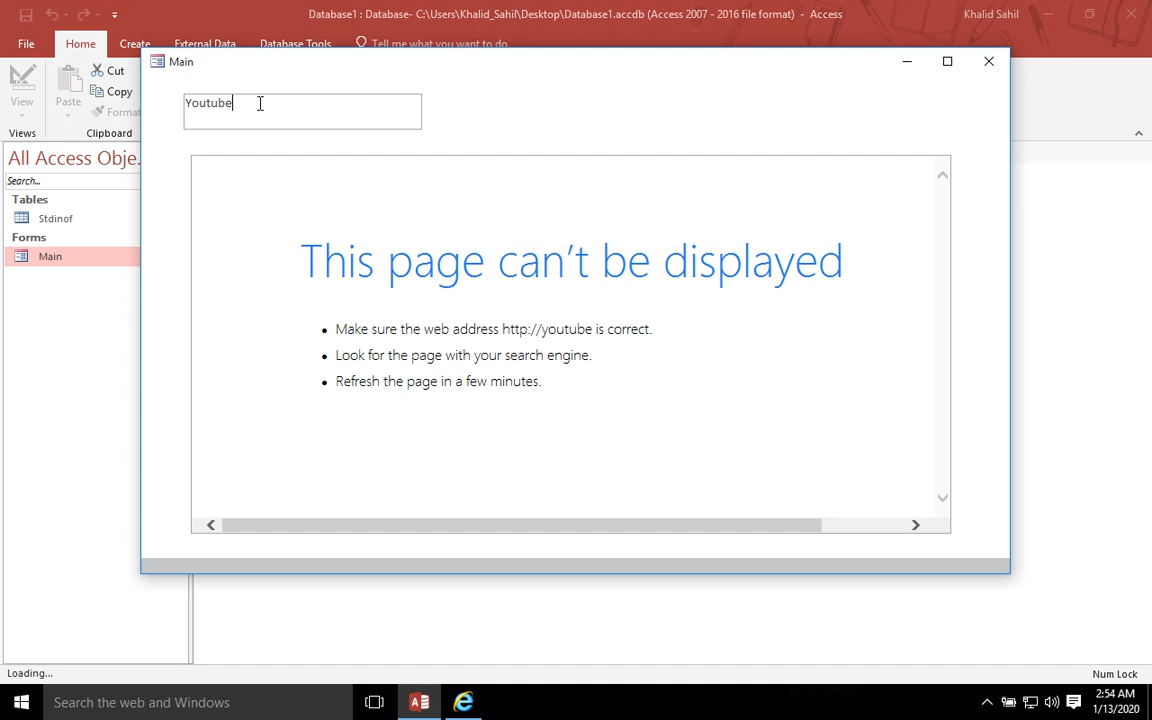 Database1 : Database- C:\Users\Khalid_Sahil\Desktop\Database1.accdb (Access 2007 - 2016 file format) - Access
Khalid Sahil
File
Home
Create
External Data
Database Tools
Tell me what you want to do
Main
View
Paste
Cut
Copy
Format
Views
Clipboard
Youtube
All Access Obje...
Search...
Tables
Stdinof
Forms
Main
This page can't be displayed
Make sure the web address http://youtube is correct.
Look for the page with your search engine.
Refresh the page in a few minutes.
Loading...
Num Lock
Search the web and Windows
2:54 AM
1/13/2020